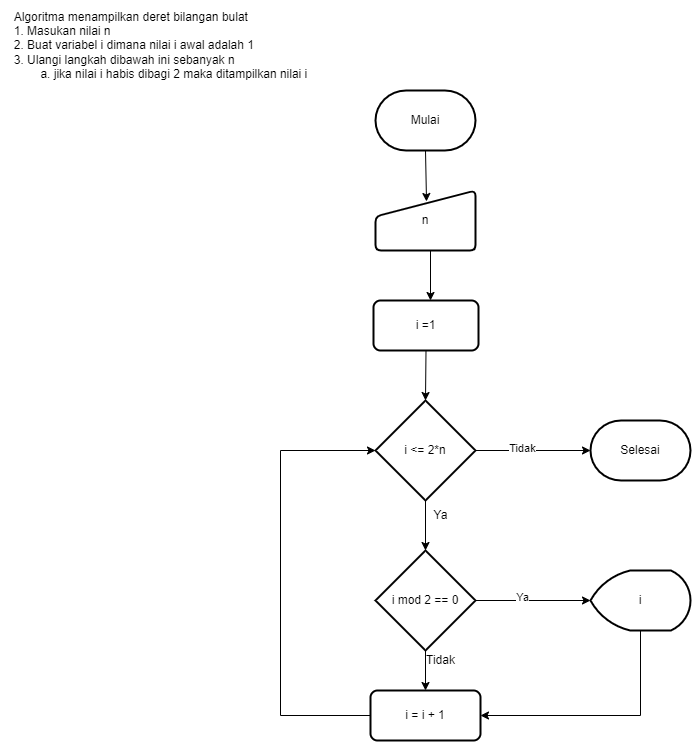 Algoritma menampilkan deret bilangan bulat
1. Masukan nilai n
2. Buat variabel i dimana nilai i awal adalah 1
3. Ulangi langkah dibawah ini sebanyak n
a. jika nilai i habis dibagi 2 maka ditampilkan nilai i
Mulai
n
i =1
i <= 2*n
Tidak
Selesai
Ya
i mod 2 == 0
Ya
i
Tidak
i = i + 1